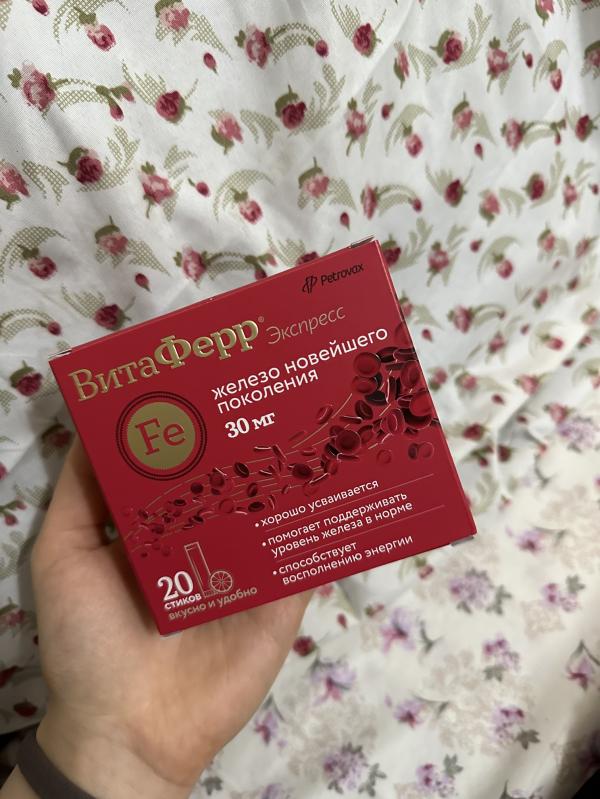 Petrovax
ВитаФерр® Экспресс
железо новейшего
поколения
30 мг
Fe
• хорошо усваивается
• помогает поддерживать
уровень железа в норме
• способствует
восполнению энергии
20
стиков
вкусно и удобно